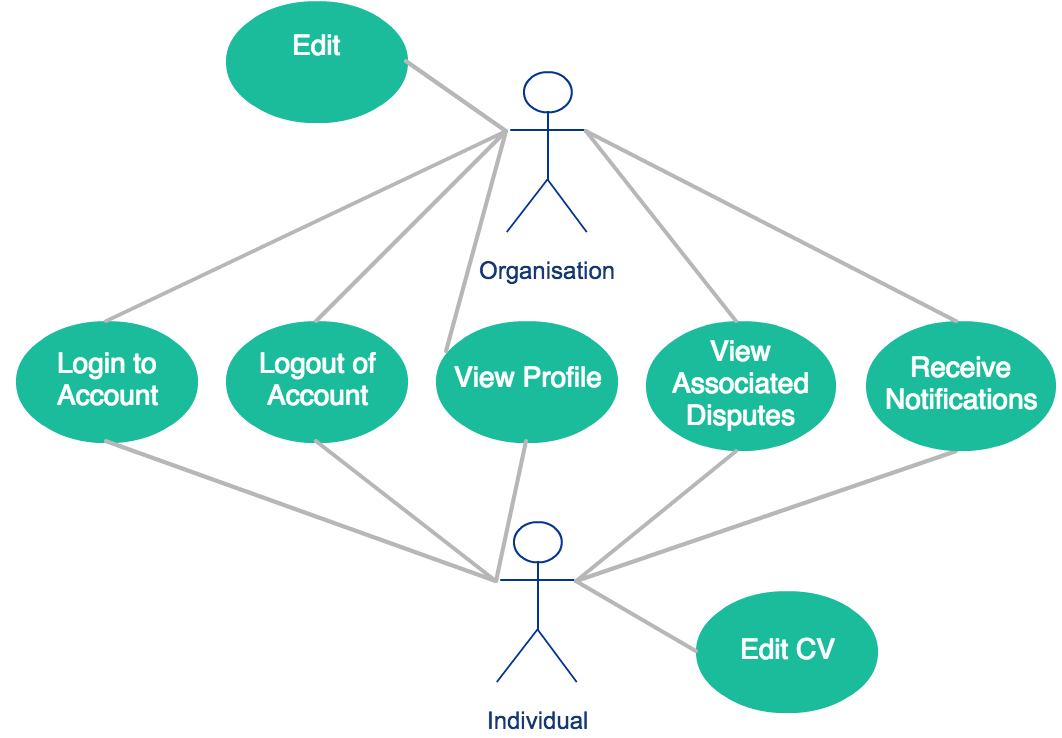 Edit
Organisation
Login to
Account
Logout of
Account
View Profile
View
Associated
Disputes
Receive
Notifications
Edit CV
Individual